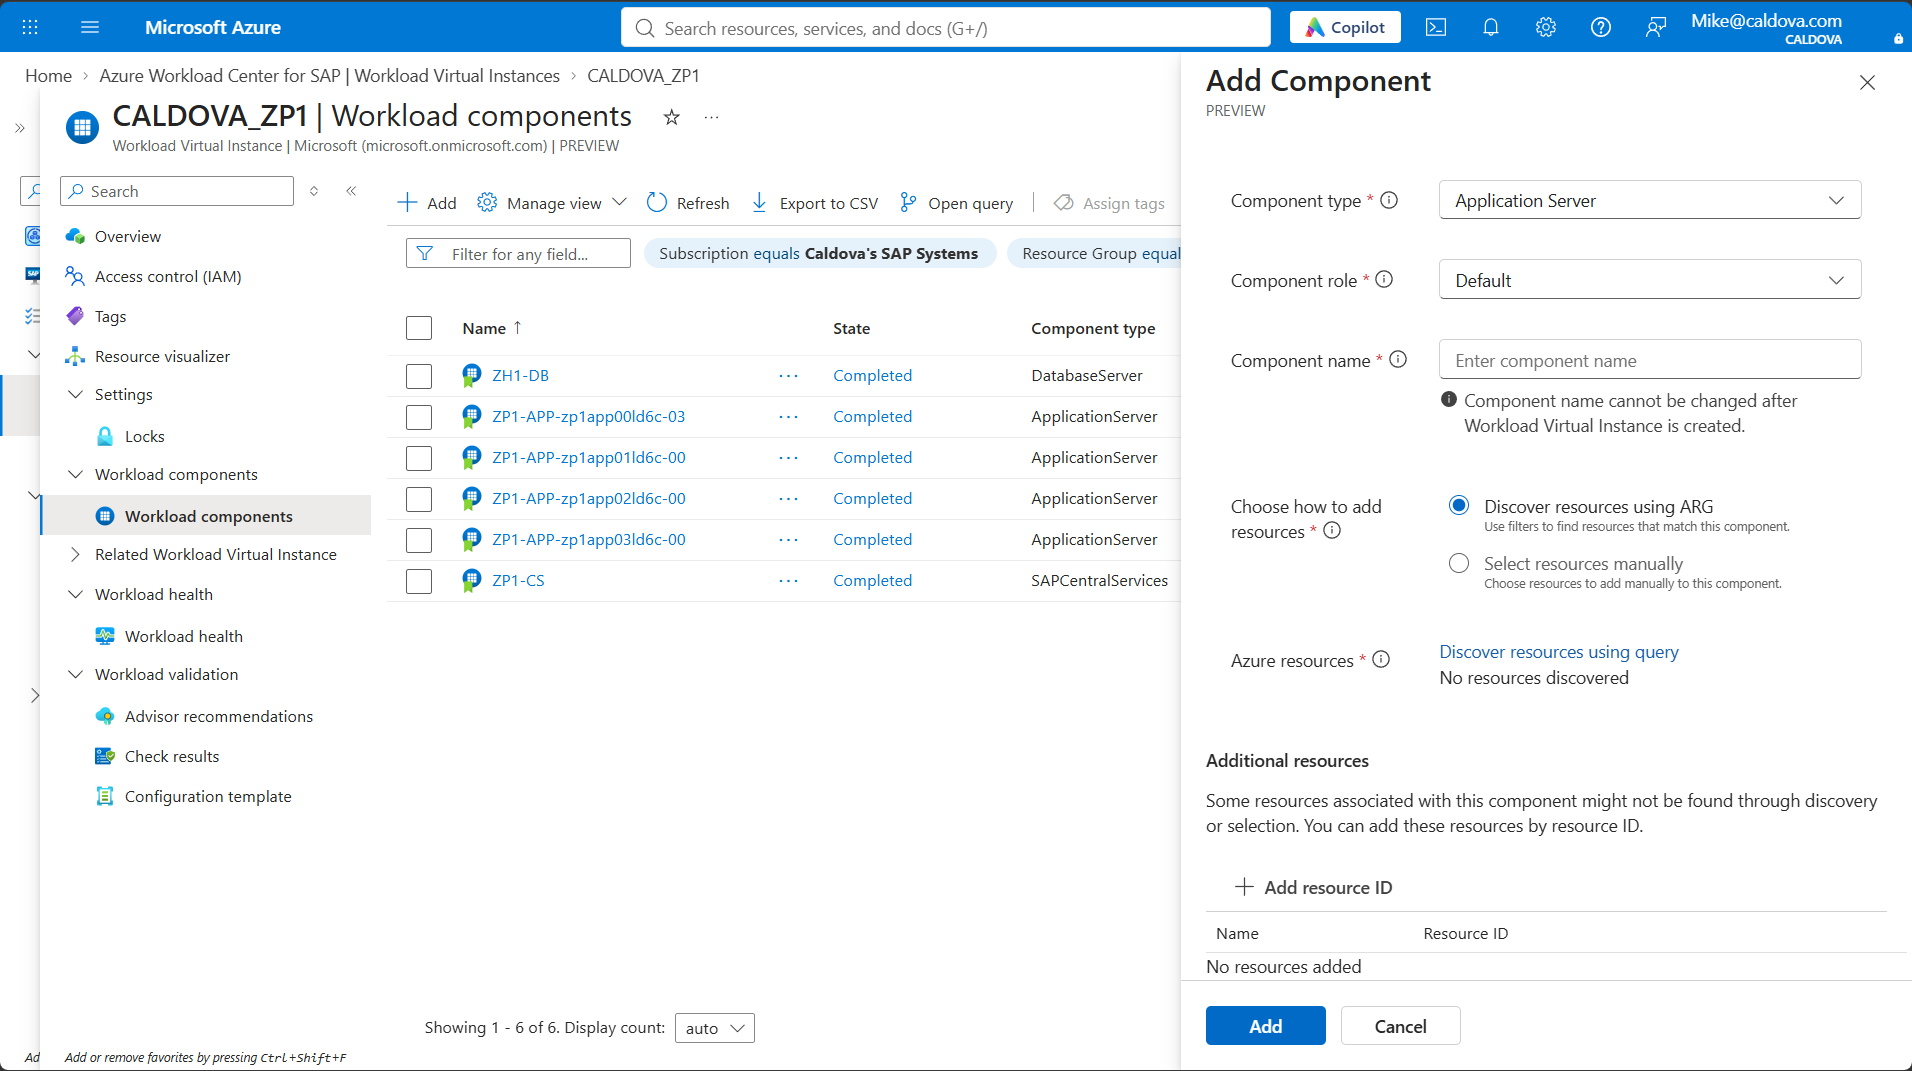 Microsoft Azure
Search resources, services, and docs (G+/)
Copilot
Mike@caldova.com
CALDOVA
Home
Azure Workload Center for SAP | Workload Virtual Instances
CALDOVA_ZP1
CALDOVA_ZP1 | Workload components
Workload Virtual Instance | Microsoft (microsoft.onmicrosoft.com) | PREVIEW
Search
Overview
Access control (IAM)
Tags
Resource visualizer
Settings
Locks
Workload components
Workload components
Related Workload Virtual Instance
Workload health
Workload health
Workload validation
Advisor recommendations
Check results
Configuration template
SAP
Ad
Add or remove favorites by pressing Ctrl+Shift+F
Add
Manage view
Refresh
Export to CSV
Open query
Assign tags
Filter for any field...
Subscription equals Caldova's SAP Systems
Resource Group equal
Name ↑
State
Component type
ZH1-DB
Completed
DatabaseServer
ZP1-APP-zp1app00ld6c-03
Completed
ApplicationServer
ZP1-APP-zp1app01ld6c-00
Completed
ApplicationServer
ZP1-APP-zp1app02ld6c-00
Completed
ApplicationServer
ZP1-APP-zp1app03ld6c-00
Completed
ApplicationServer
ZP1-CS
Completed
SAPCentralServices
Showing 1 - 6 of 6. Display count:
auto
Add Component
PREVIEW
Component type *
Application Server
Component role *
Default
Component name *
Enter component name
Component name cannot be changed after
Workload Virtual Instance is created.
Choose how to add
resources *
Discover resources using ARG
Use filters to find resources that match this component.
Select resources manually
Choose resources to add manually to this component.
Azure resources *
Discover resources using query
No resources discovered
Additional resources
Some resources associated with this component might not be found through discovery
or selection. You can add these resources by resource ID.
Add resource ID
Name
Resource ID
No resources added
Add
Cancel